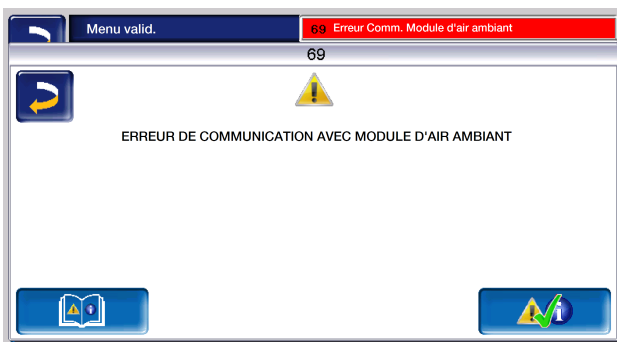 Menu valid.
69 Erreur Comm. Module d'air ambiant
69
ERREUR DE COMMUNICATION AVEC MODULE D'AIR AMBIANT